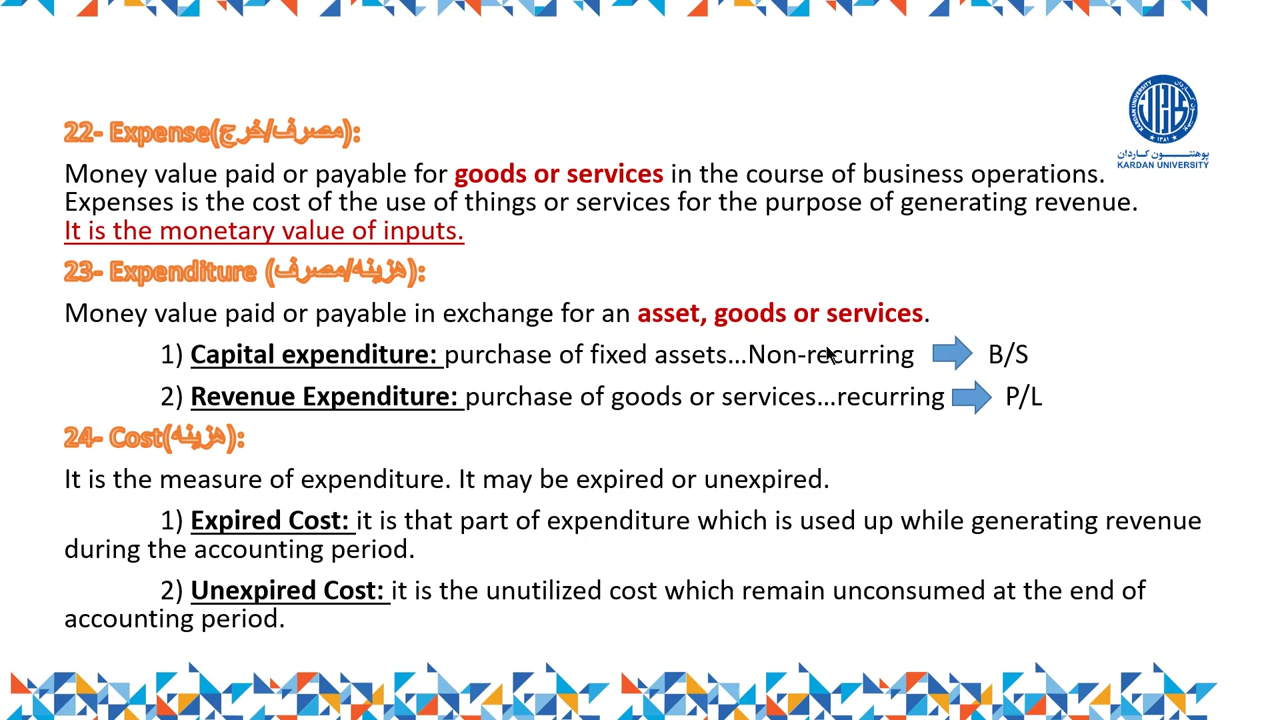 22- Expense(مصرف/خرج):
Money value paid or payable for goods or services in the course of business operations.
Expenses is the cost of the use of things or services for the purpose of generating revenue.
It is the monetary value of inputs.
23- Expenditure (هزینه/مصرف):
Money value paid or payable in exchange for an asset, goods or services.
1) Capital expenditure: purchase of fixed assets…Non-recurring B/S
2) Revenue Expenditure: purchase of goods or services…recurring P/L
24- Cost(هزینه):
It is the measure of expenditure. It may be expired or unexpired.
1) Expired Cost: it is that part of expenditure which is used up while generating revenue
during the accounting period.
2) Unexpired Cost: it is the unutilized cost which remain unconsumed at the end of
accounting period.
پوهنتون کاردان
KARDAN UNIVERSITY